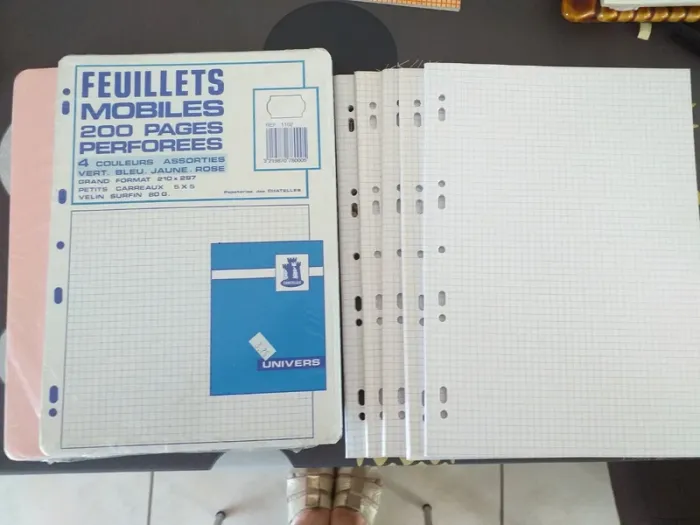 FEUILLETS
MOBILES
200 PAGES
PERFOREES
4 COULEURS ASSORTIES
VERT. BLEU. JAUNE. ROSE
GRAND FORMAT 210 x 297
PETITS CARREAUX 5 X 5
VELIN SURFIN 80 G.
UNIVERS